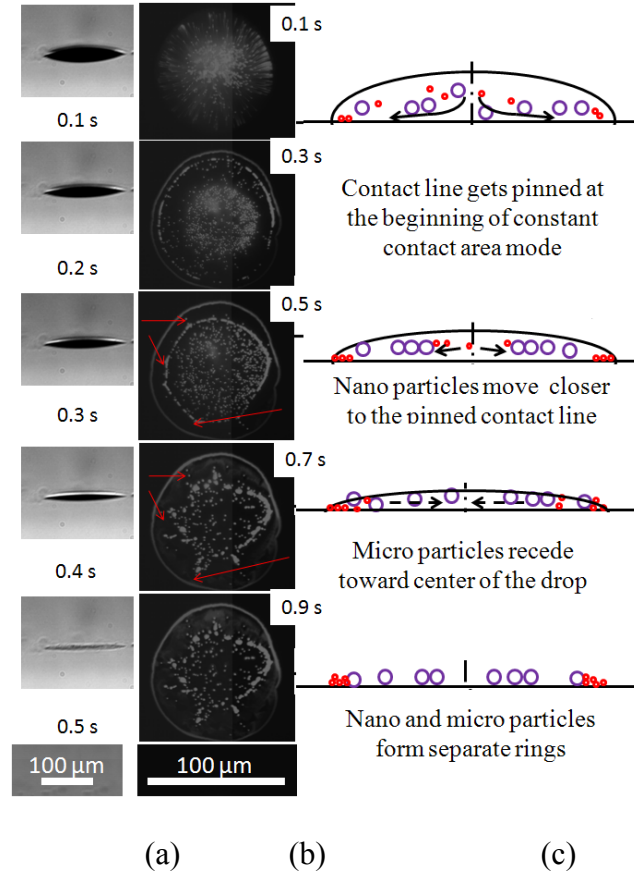 0.1 s
0.2 s
0.3 s
0.4 s
0.5 s
100 µm
0.1 s
0.3 s
0.5 s
0.7 s
0.9 s
100 µm
Contact line gets pinned at
the beginning of constant
contact area mode
Nano particles move closer
to the pinned contact line
Micro particles recede
toward center of the drop
Nano and micro particles
form separate rings
(a)
(b)
(c)